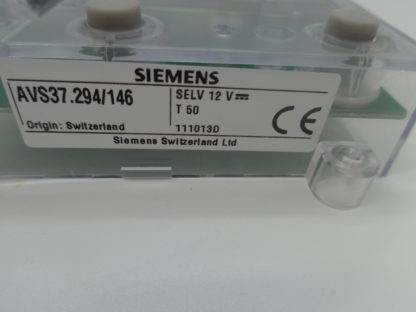 SIEMENS
AVS37.294/146
SELV 12 V⎓
T 50
Origin: Switzerland
111013D
CE
Siemens Switzerland Ltd